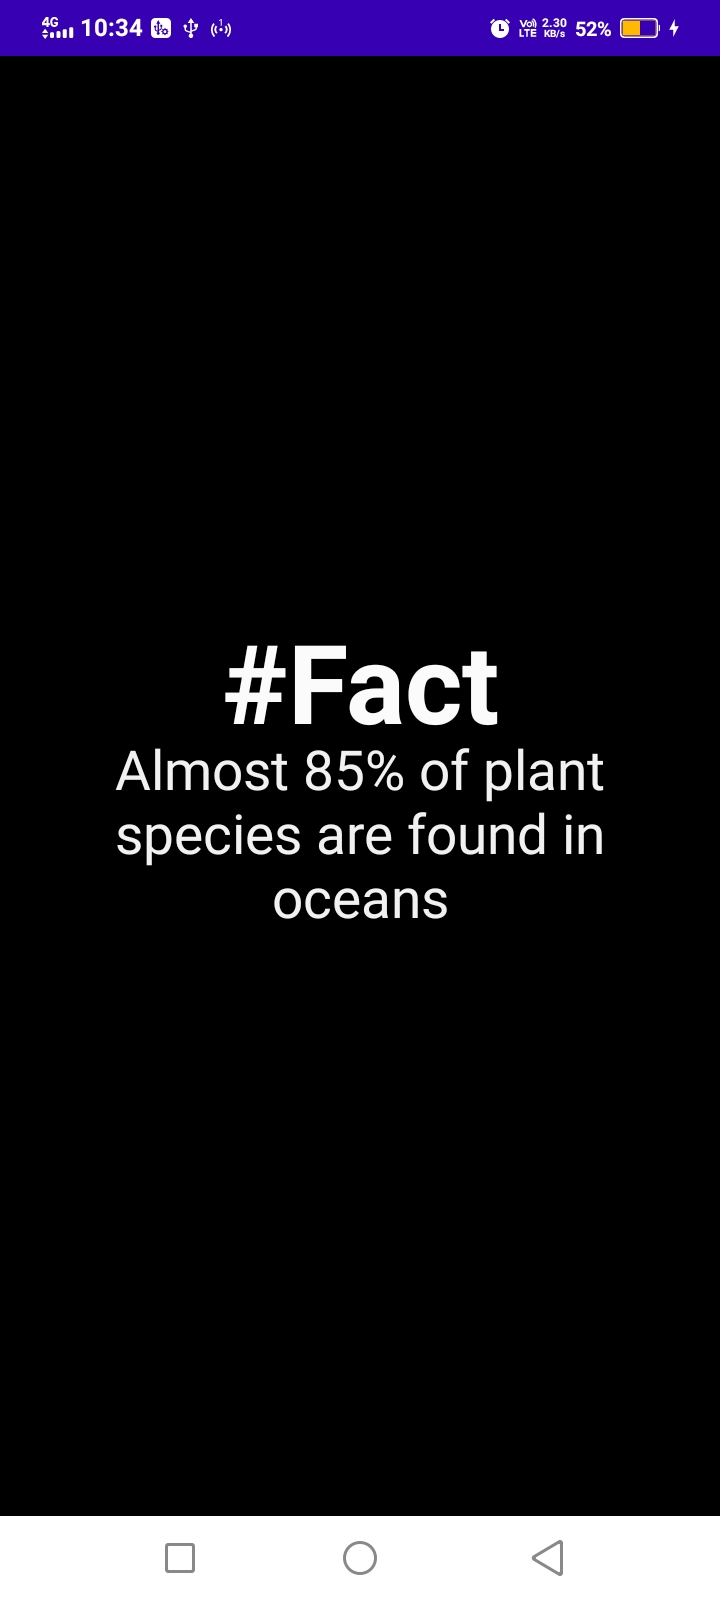 4G 10:34 Vo) LTE 2.30 KB/s 52%
#Fact
Almost 85% of plant
species are found in
oceans